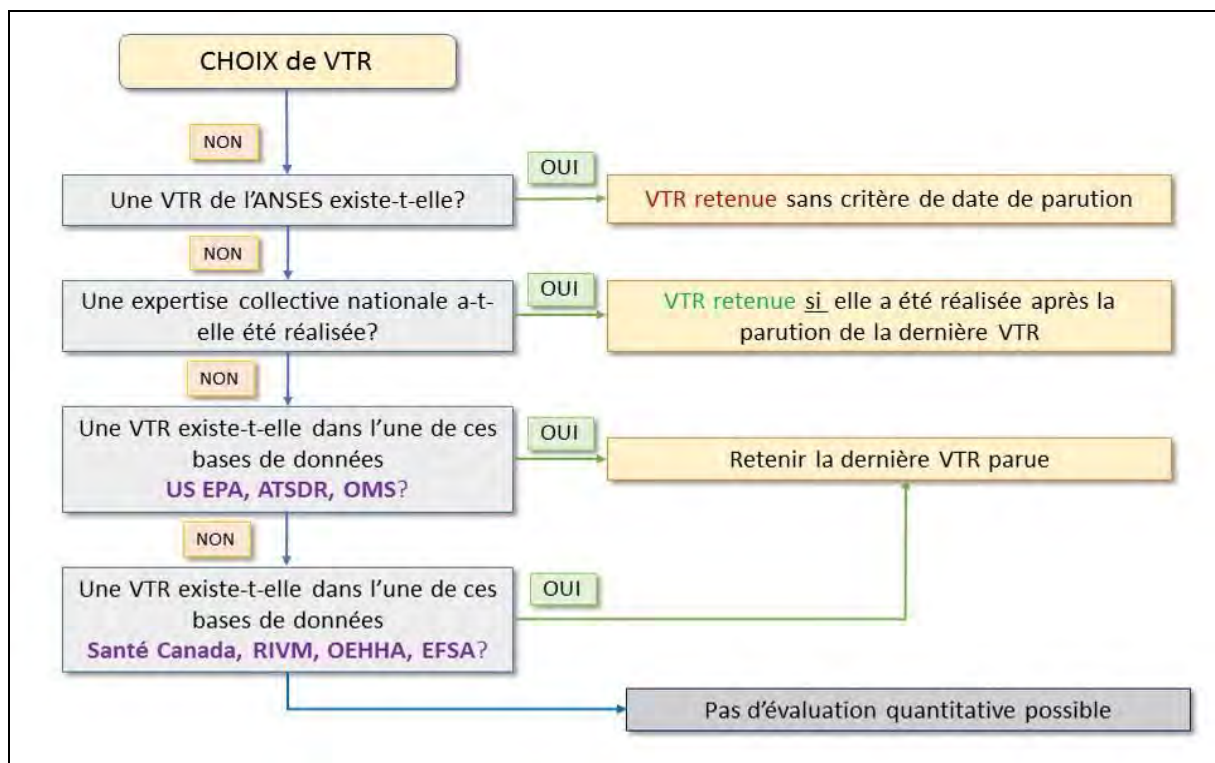 CHOIX de VTR
NON
OUI
Une VTR de l'ANSES existe-t-elle?
VTR retenue sans critère de date de parution
NON
OUI
Une expertise collective nationale a-t-
elle été réalisée?
VTR retenue si elle a été réalisée après la
parution de la dernière VTR
NON
OUI
Une VTR existe-t-elle dans l'une de ces
bases de données
US EPA, ATSDR, OMS?
Retenir la dernière VTR parue
NON
OUI
Une VTR existe-t-elle dans l'une de ces
bases de données
Santé Canada, RIVM, OEHHA, EFSA?
Pas d'évaluation quantitative possible